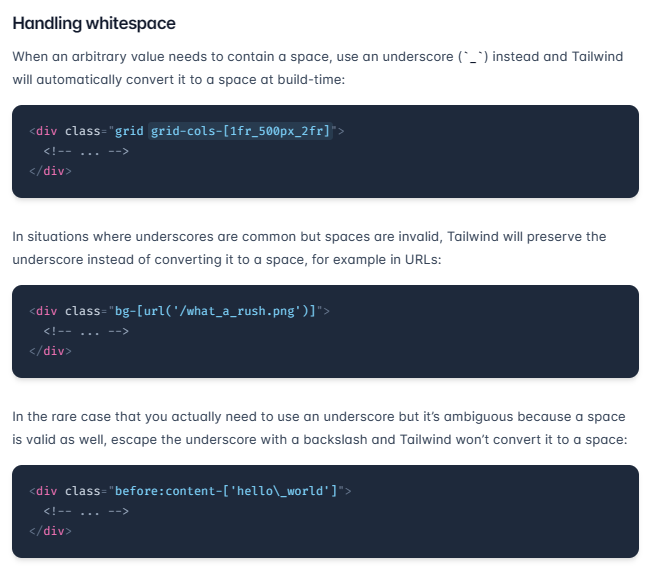 Handling whitespace
When an arbitrary value needs to contain a space, use an underscore (`_`) instead and Tailwind
will automatically convert it to a space at build-time:
<div class="grid grid-cols-[1fr_500px_2fr]">
  <!-- ... -->
</div>
In situations where underscores are common but spaces are invalid, Tailwind will preserve the
underscore instead of converting it to a space, for example in URLs:
<div class="bg-[url('/what_a_rush.png')]">
  <!-- ... -->
</div>
In the rare case that you actually need to use an underscore but it’s ambiguous because a space
is valid as well, escape the underscore with a backslash and Tailwind won’t convert it to a space:
<div class="before:content-['hello\_world']">
  <!-- ... -->
</div>